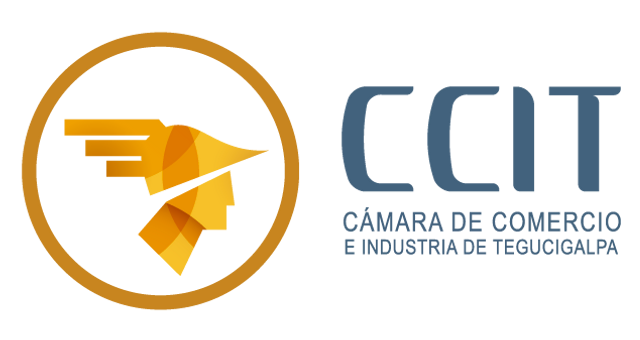 CCIT
CÁMARA DE COMERCIO
E INDUSTRIA DE TEGUCIGALPA